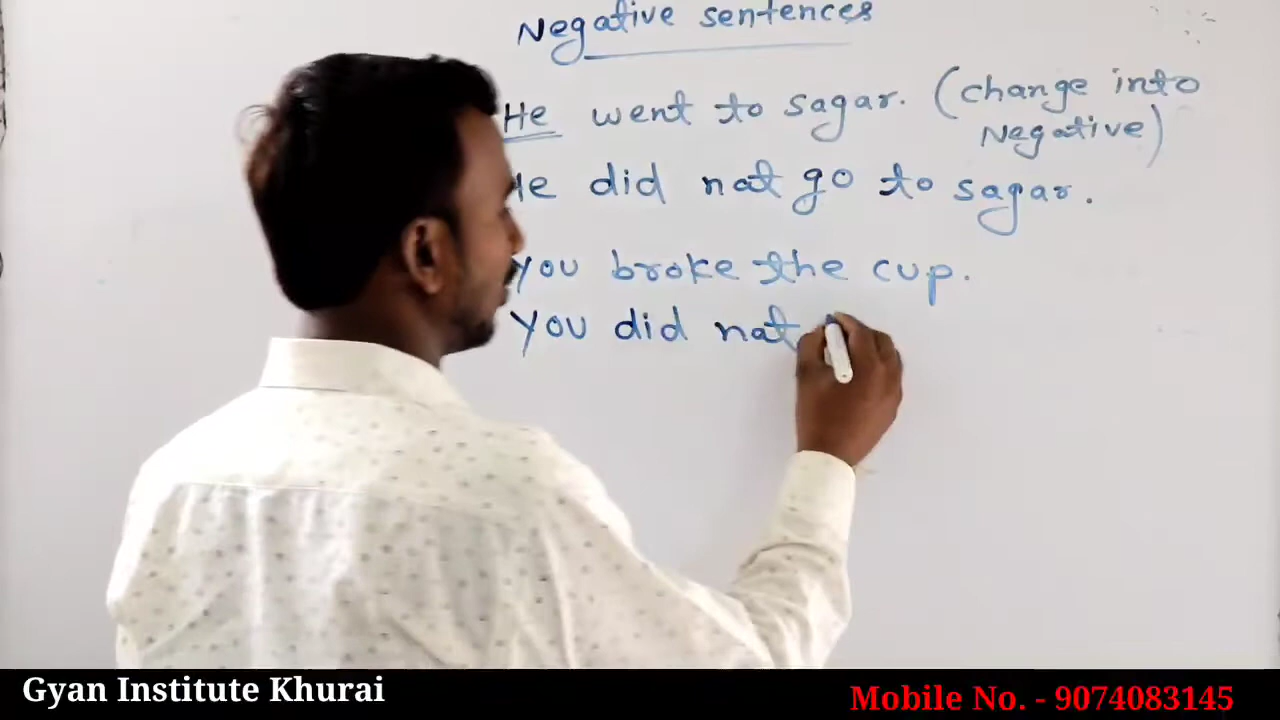 Negative sentences
He went to sagar. (change into
Negative)
He did not go to sagar.
you broke the cup.
You did not
Gyan Institute Khurai
Mobile No. - 9074083145